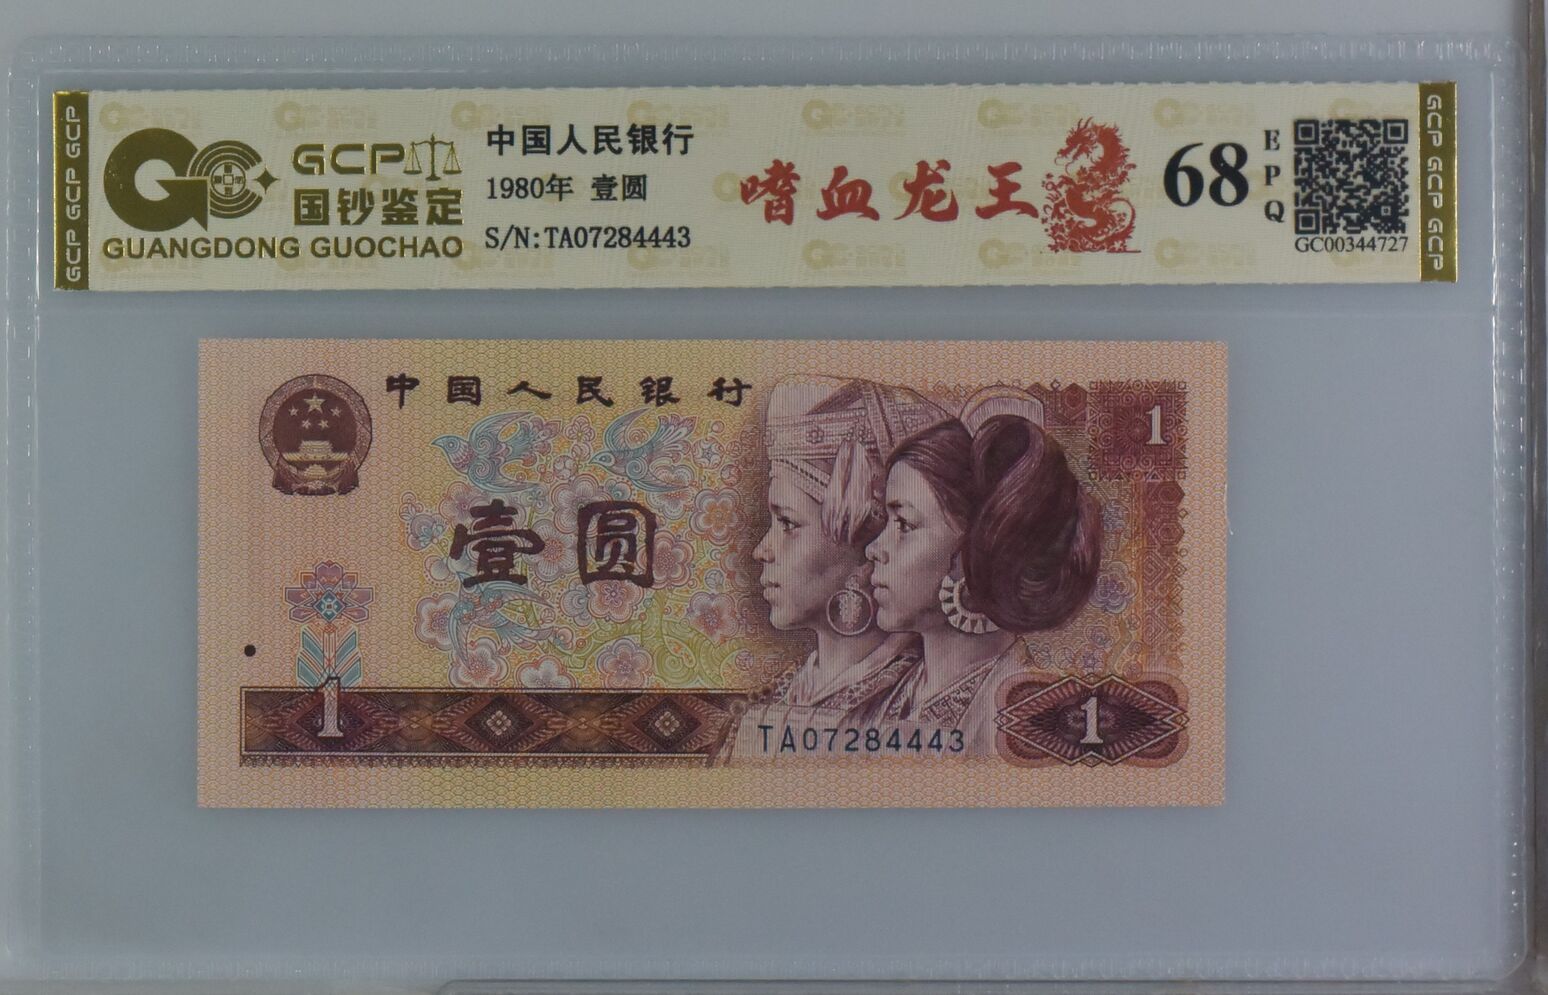 GCP GCP GCP
GCP
国钞鉴定
GUANGDONG GUOCHAO
中国人民银行
1980年 壹圆
S/N:TA07284443
嗜血龙王
68
EPQ
GC00344727
GCP GCP GCP
中国人民银行
1
壹圆
1
TA07284443
1